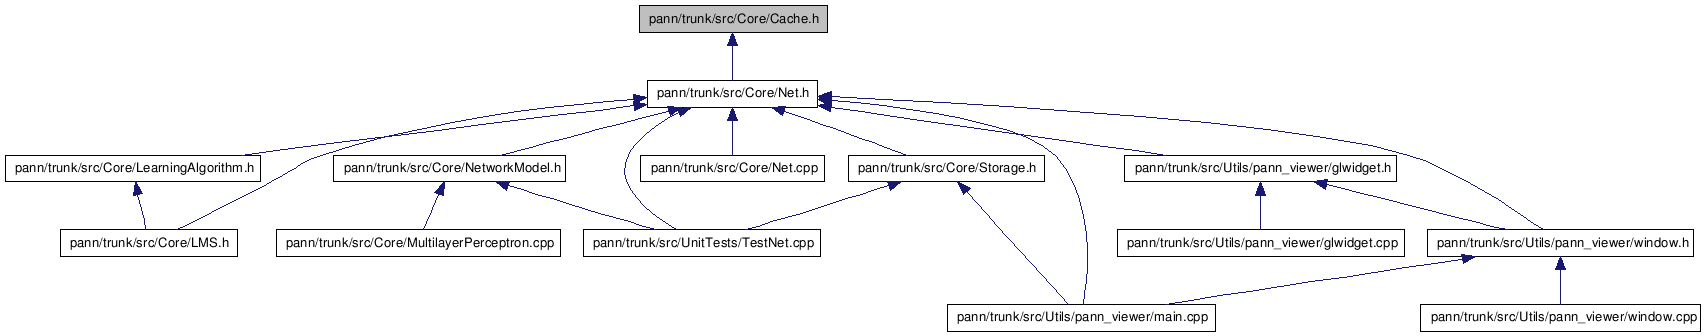 pann/trunk/src/Core/Cache.h
pann/trunk/src/Core/Net.h
pann/trunk/src/Core/LearningAlgorithm.h
pann/trunk/src/Core/NetworkModel.h
pann/trunk/src/Core/Net.cpp
pann/trunk/src/Core/Storage.h
pann/trunk/src/Utils/pann_viewer/glwidget.h
pann/trunk/src/Core/LMS.h
pann/trunk/src/Core/MultilayerPerceptron.cpp
pann/trunk/src/UnitTests/TestNet.cpp
pann/trunk/src/Utils/pann_viewer/glwidget.cpp
pann/trunk/src/Utils/pann_viewer/window.h
pann/trunk/src/Utils/pann_viewer/main.cpp
pann/trunk/src/Utils/pann_viewer/window.cpp